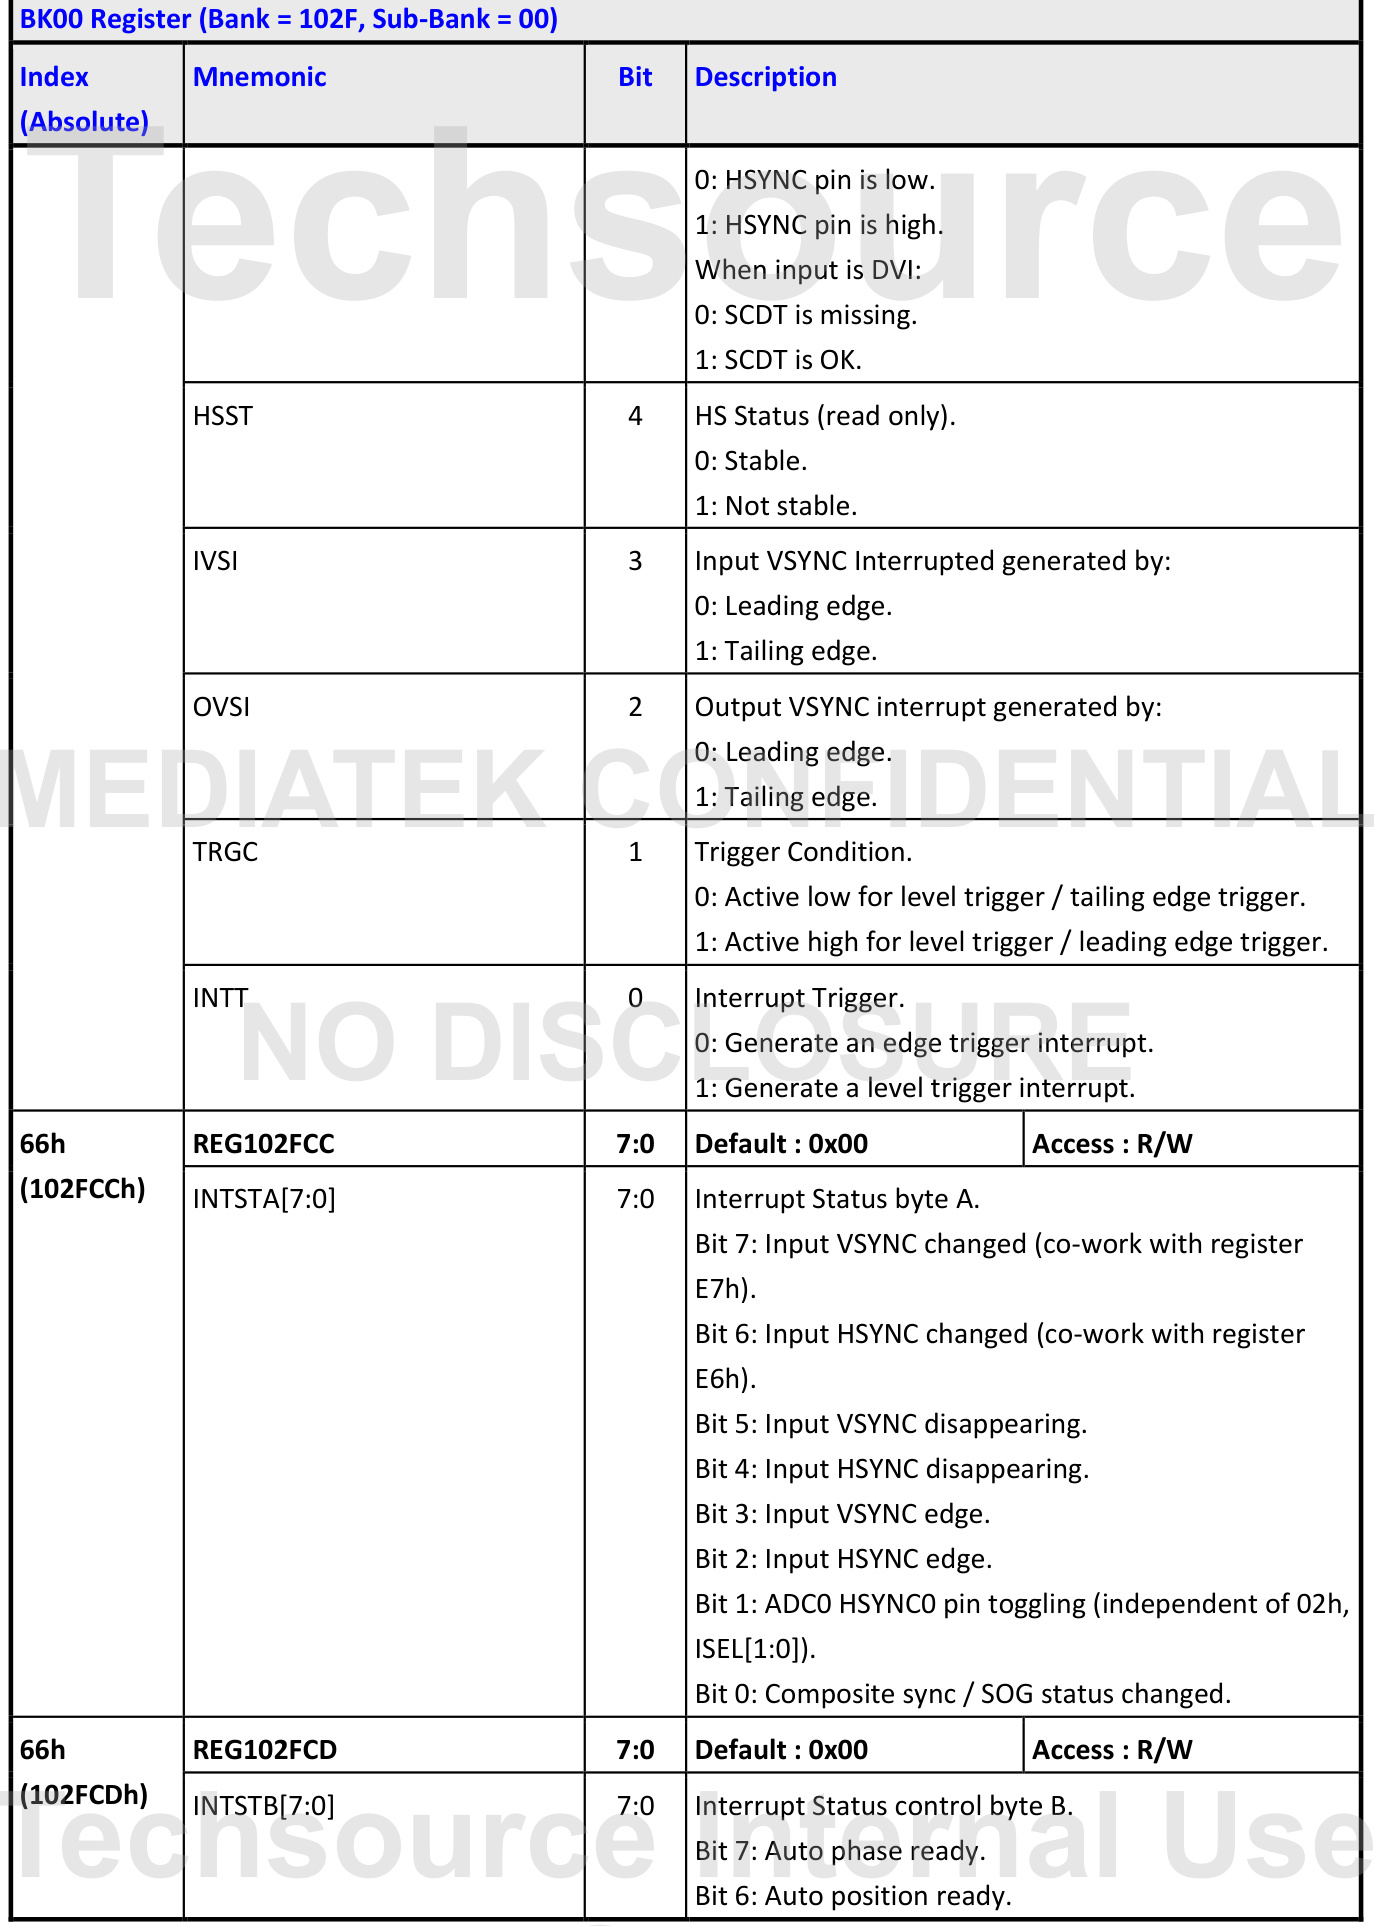 BK00 Register (Bank = 102F, Sub-Bank = 00)
Index (Absolute) Mnemonic Bit Description
0: HSYNC pin is low.
1: HSYNC pin is high.
When input is DVI:
0: SCDT is missing.
1: SCDT is OK.
HSST 4 HS Status (read only).
0: Stable.
1: Not stable.
IVSI 3 Input VSYNC Interrupted generated by:
0: Leading edge.
1: Tailing edge.
OVSI 2 Output VSYNC interrupt generated by:
0: Leading edge.
1: Tailing edge.
TRGC 1 Trigger Condition.
0: Active low for level trigger / tailing edge trigger.
1: Active high for level trigger / leading edge trigger.
INTT 0 Interrupt Trigger.
0: Generate an edge trigger interrupt.
1: Generate a level trigger interrupt.
66h REG102FCC 7:0 Default : 0x00 Access : R/W
(102FCCh) INTSTA[7:0] 7:0 Interrupt Status byte A.
Bit 7: Input VSYNC changed (co-work with register
E7h).
Bit 6: Input HSYNC changed (co-work with register
E6h).
Bit 5: Input VSYNC disappearing.
Bit 4: Input HSYNC disappearing.
Bit 3: Input VSYNC edge.
Bit 2: Input HSYNC edge.
Bit 1: ADC0 HSYNC0 pin toggling (independent of 02h,
ISEL[1:0]).
Bit 0: Composite sync / SOG status changed.
66h REG102FCD 7:0 Default : 0x00 Access : R/W
(102FCDh) INTSTB[7:0] 7:0 Interrupt Status control byte B.
Bit 7: Auto phase ready.
Bit 6: Auto position ready.
Techsource
MEDIATEK CONFIDENTIAL
NO DISCLOSURE
Techsource Internal Use